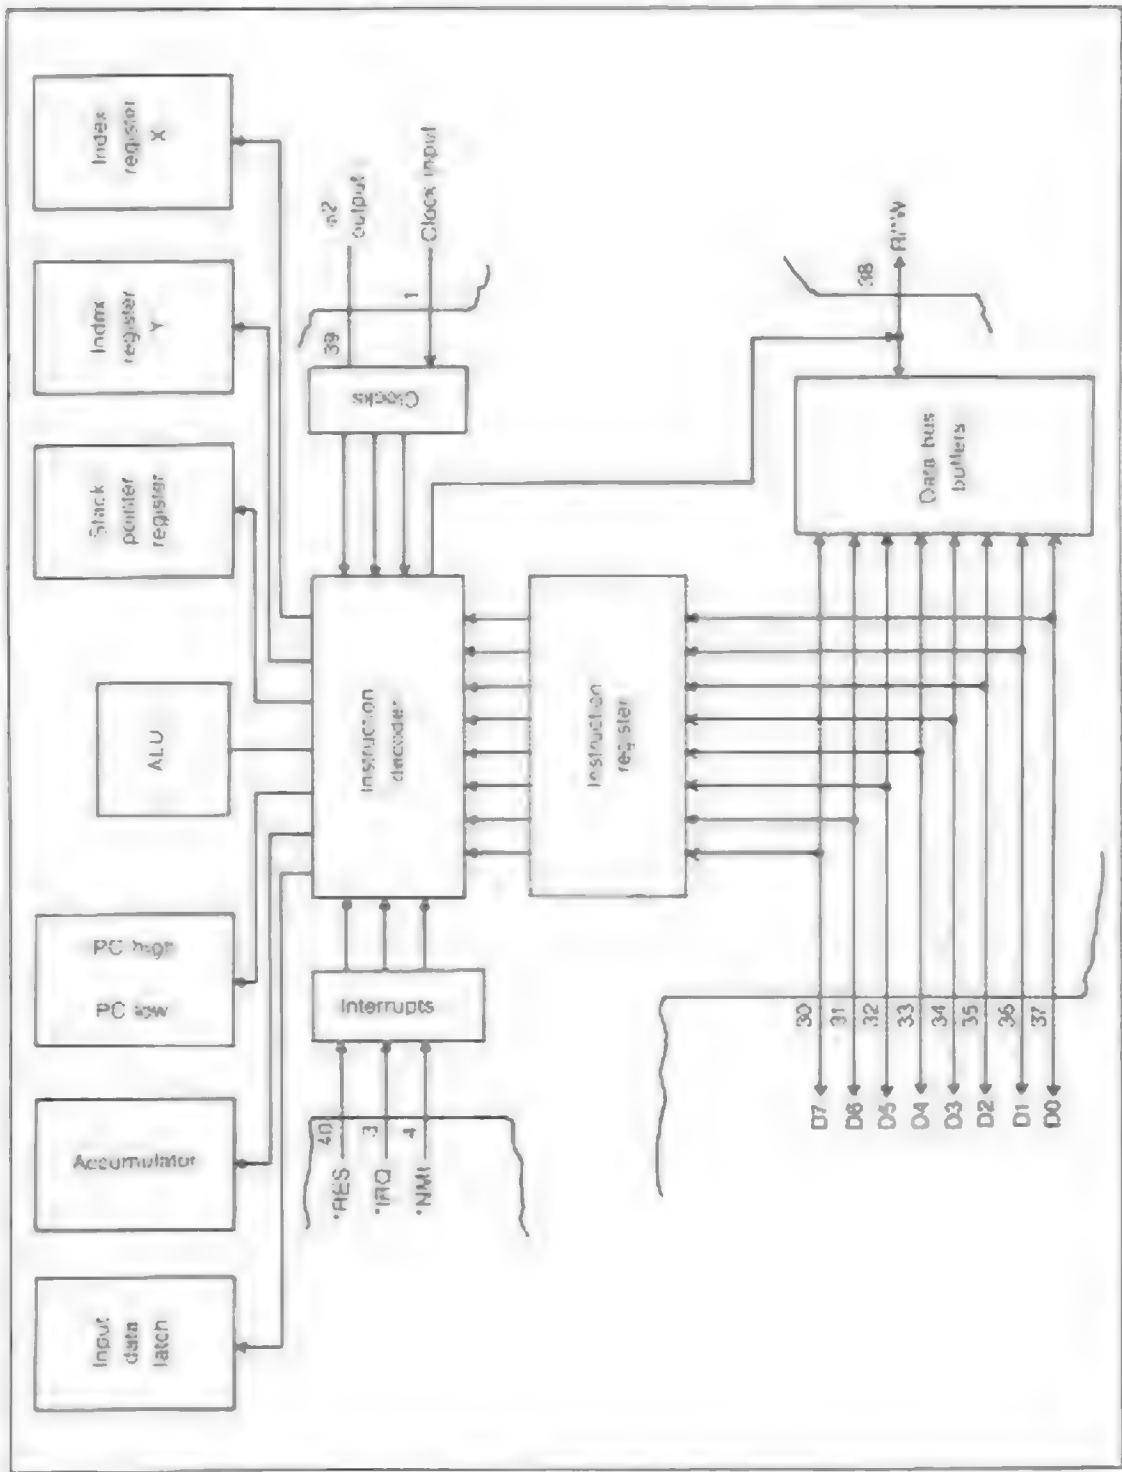 Index
register
X
Index
register
Y
Stack
pointer
register
ALU
PC high
PC low
Accumulator
Input
data
latch
39
output
1
Clock input
Clocks
Instruction
decoder
Interrupts
40
3
4
*RES
*IRQ
*NMI
Instruction
register
38
R/*W
Data bus
buffers
30
31
32
33
34
35
36
37
D7
D6
D5
D4
D3
D2
D1
D0